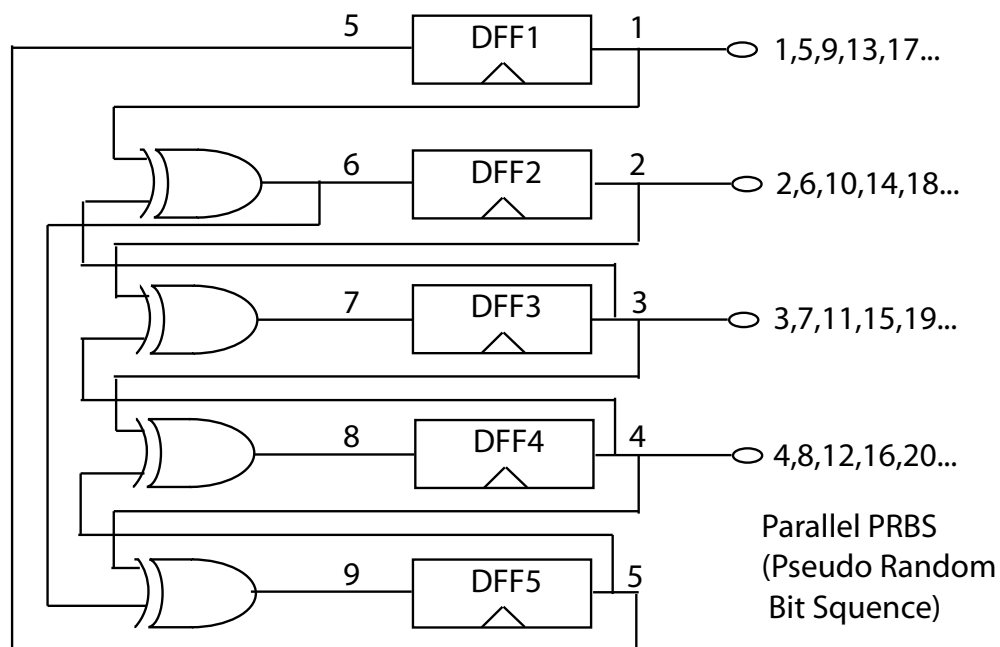 5 DFF1 1 1,5,9,13,17...
6 DFF2 2 2,6,10,14,18...
7 DFF3 3 3,7,11,15,19...
8 DFF4 4 4,8,12,16,20...
9 DFF5 5
Parallel PRBS
(Pseudo Random
Bit Squence)